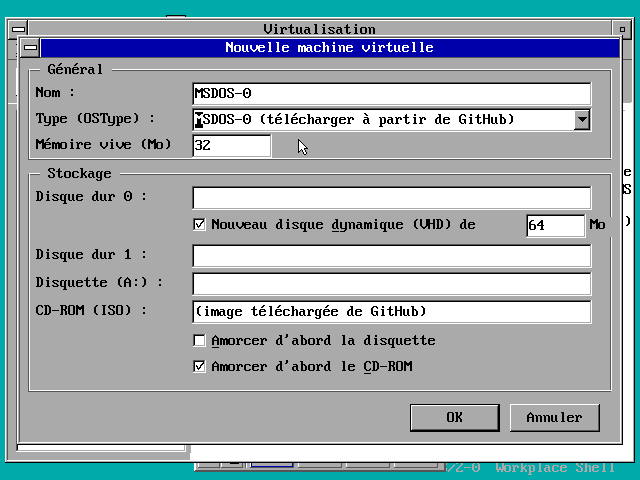 Virtualisation
Nouvelle machine virtuelle
Général
Nom :
MSDOS-0
Type (OSType) :
MSDOS-0 (télécharger à partir de GitHub)
Mémoire vive (Mo)
32
Stockage
Disque dur 0 :
Nouveau disque dynamique (VHD) de
64
Mo
Disque dur 1 :
Disquette (A:) :
CD-ROM (ISO) :
(image téléchargée de GitHub)
Amorcer d'abord la disquette
Amorcer d'abord le CD-ROM
OK
Annuler
/2-0 Workplace Shell